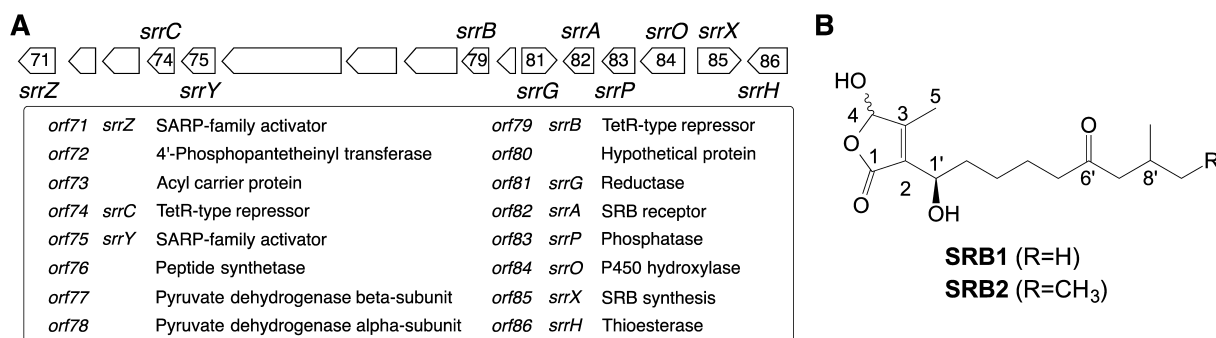 A
srrC srrB srrA srrO srrX
71 74 75 79 81 82 83 84 85 86
srrZ srrY srrG srrP srrH
orf71 srrZ SARP-family activator
orf72 4'-Phosphopantetheinyl transferase
orf73 Acyl carrier protein
orf74 srrC TetR-type repressor
orf75 srrY SARP-family activator
orf76 Peptide synthetase
orf77 Pyruvate dehydrogenase beta-subunit
orf78 Pyruvate dehydrogenase alpha-subunit
orf79 srrB TetR-type repressor
orf80 Hypothetical protein
orf81 srrG Reductase
orf82 srrA SRB receptor
orf83 srrP Phosphatase
orf84 srrO P450 hydroxylase
orf85 srrX SRB synthesis
orf86 srrH Thioesterase
B
HO
4 3 5
O
1 2 1' 6' 8' R
O
O
OH
SRB1 (R=H)
SRB2 (R=CH₃)